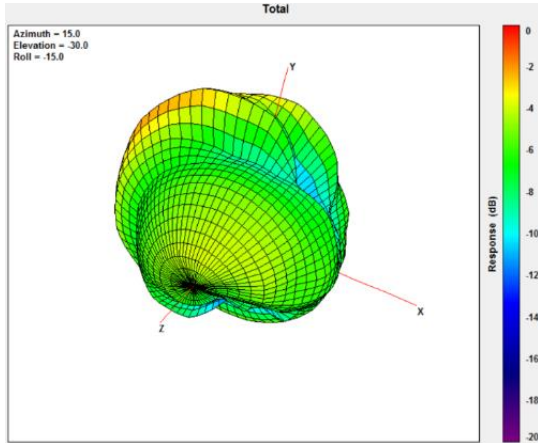 Total
Azimuth = 15.0
Elevation = -30.0
Roll = -15.0
Y
X
Z
Response (dB)
0
-2
-4
-6
-8
-10
-12
-14
-16
-18
-20